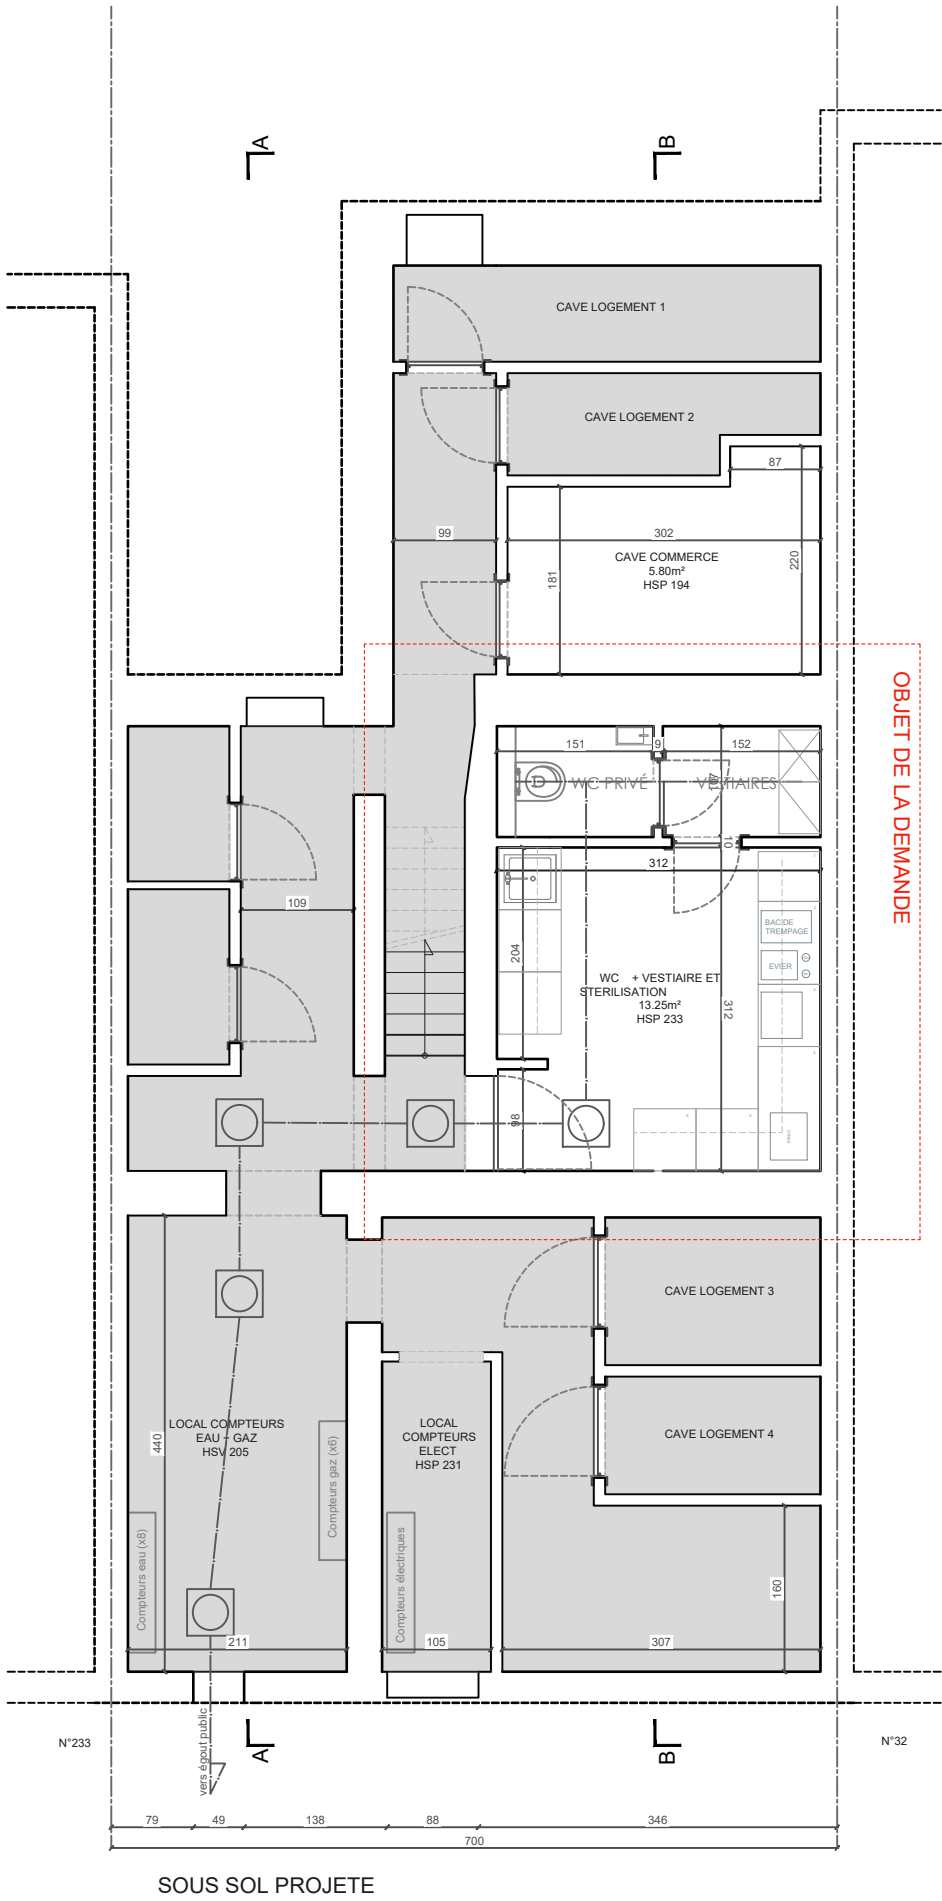 A
B
CAVE LOGEMENT 1
CAVE LOGEMENT 2
87
99
302
CAVE COMMERCE
5.80m²
HSP 194
181
220
OBJET DE LA DEMANDE
151
9
152
WC PRIVÉ
VESTIAIRES
107
10
312
109
204
BAC DE
TREMPAGE
EVIER
WC + VESTIAIRE ET
STERILISATION
13.25m²
HSP 233
312
98
CAVE LOGEMENT 3
LOCAL COMPTEURS
EAU - GAZ
HSV 205
440
Compteurs gaz (x6)
LOCAL
COMPTEURS
ELECT
HSP 231
CAVE LOGEMENT 4
Compteurs eau (x8)
Compteurs électriques
160
211
105
307
vers égout public
N°233
A
B
N°32
79
49
138
88
346
700
SOUS SOL PROJETE